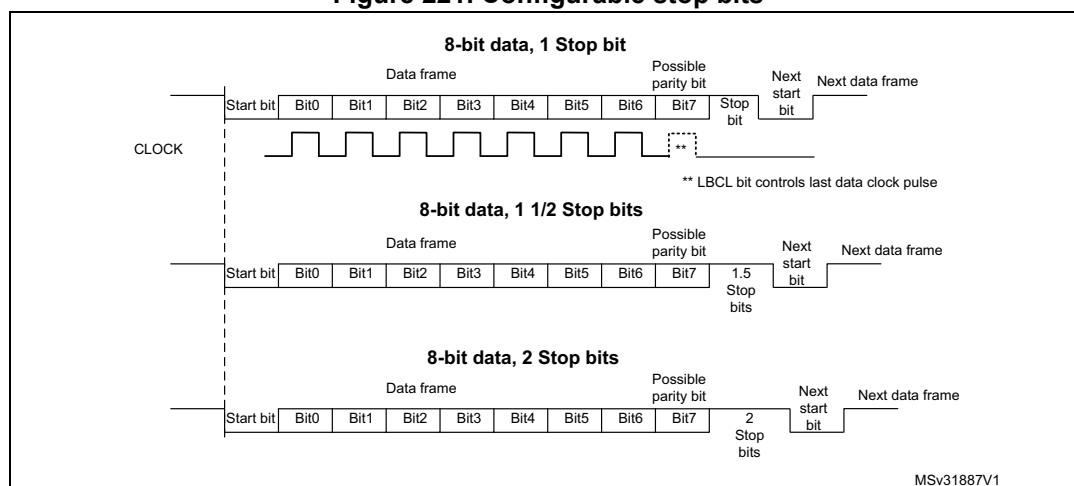 Figure 221. Configurable stop bits
8-bit data, 1 Stop bit
Data frame
Possible parity bit
Next start bit
Next data frame
Start bit Bit0 Bit1 Bit2 Bit3 Bit4 Bit5 Bit6 Bit7 Stop bit
CLOCK
**
** LBCL bit controls last data clock pulse
8-bit data, 1 1/2 Stop bits
Data frame
Possible parity bit
Next start bit
Next data frame
Start bit Bit0 Bit1 Bit2 Bit3 Bit4 Bit5 Bit6 Bit7 1.5 Stop bits
8-bit data, 2 Stop bits
Data frame
Possible parity bit
Next start bit
Next data frame
Start bit Bit0 Bit1 Bit2 Bit3 Bit4 Bit5 Bit6 Bit7 2 Stop bits
MSv31887V1